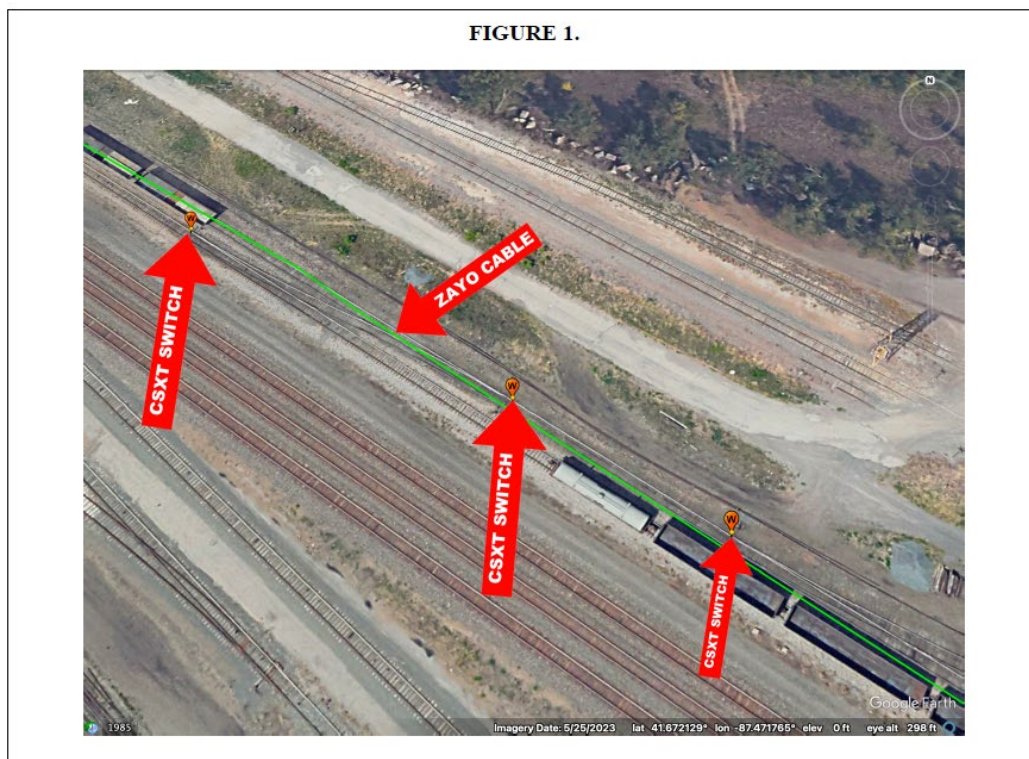 FIGURE 1.
N
W
ZAYO CABLE
CSXT SWITCH
W
CSXT SWITCH
W
CSXT SWITCH
Google Earth
1985
Imagery Date: 5/25/2023 lat 41.672129° lon -87.471765° elev 0 ft eye alt 298 ft